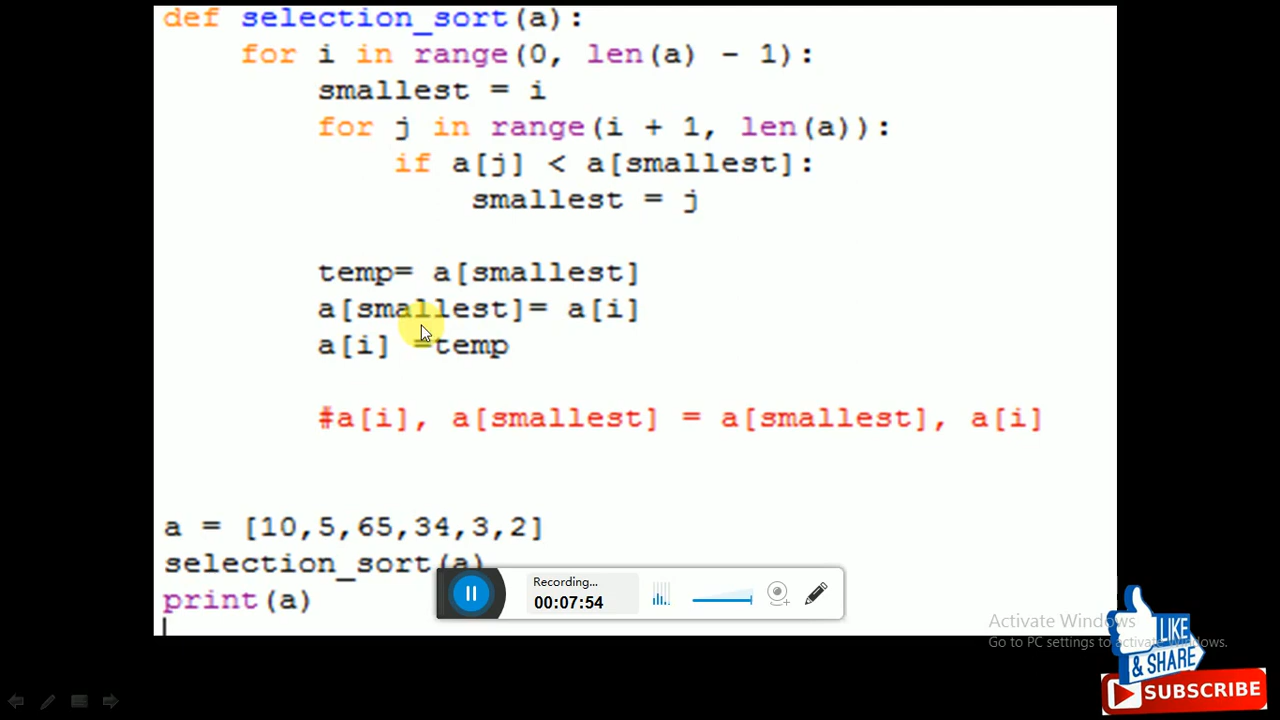 def selection_sort(a):
for i in range(0, len(a) - 1):
smallest = i
for j in range(i + 1, len(a)):
if a[j] < a[smallest]:
smallest = j
temp= a[smallest]
a[smallest]= a[i]
a[i] =temp
#a[i], a[smallest] = a[smallest], a[i]
a = [10,5,65,34,3,2]
selection_sort(a)
print(a)
Recording...
00:07:54
Activate Windows
Go to PC settings to activate Windows.
LIKE
& SHARE
SUBSCRIBE